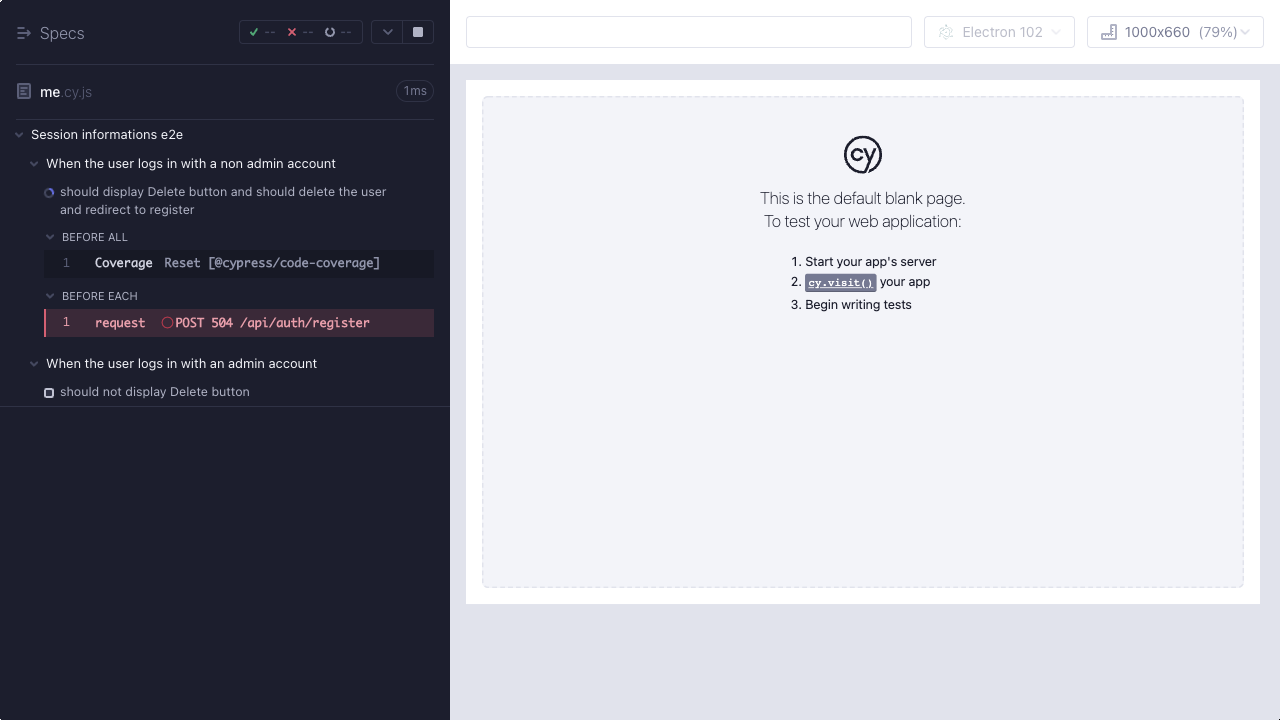 Specs
-- -- --
me.cy.js
1ms
Session informations e2e
When the user logs in with a non admin account
should display Delete button and should delete the user
and redirect to register
BEFORE ALL
1 Coverage Reset [@cypress/code-coverage]
BEFORE EACH
1 request POST 504 /api/auth/register
When the user logs in with an admin account
should not display Delete button
Electron 102
1000x660 (79%)
cy
This is the default blank page.
To test your web application:
1. Start your app's server
2. cy.visit() your app
3. Begin writing tests